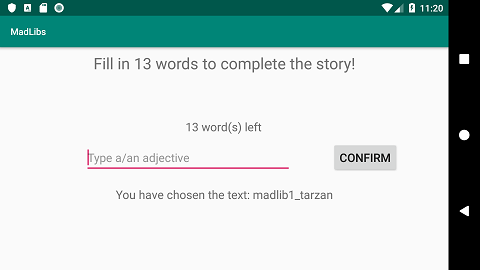 11:20
MadLibs
Fill in 13 words to complete the story!
13 word(s) left
Type a/an adjective
CONFIRM
You have chosen the text: madlib1_tarzan